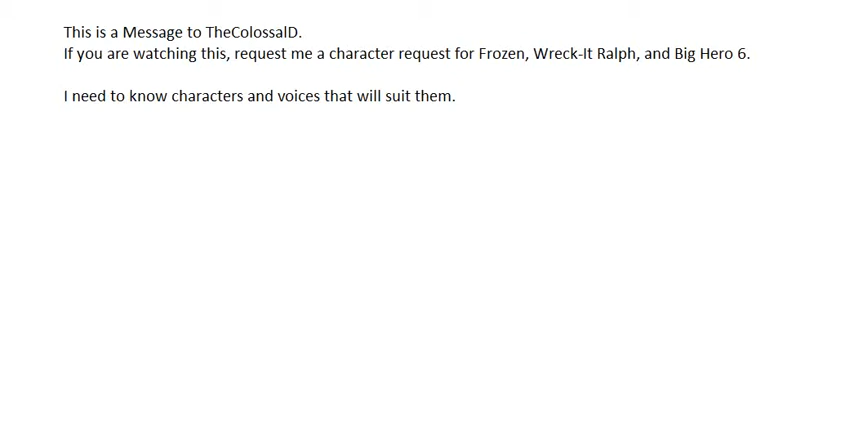 This is a Message to TheColossalD.
If you are watching this, request me a character request for Frozen, Wreck-It Ralph, and Big Hero 6.
I need to know characters and voices that will suit them.